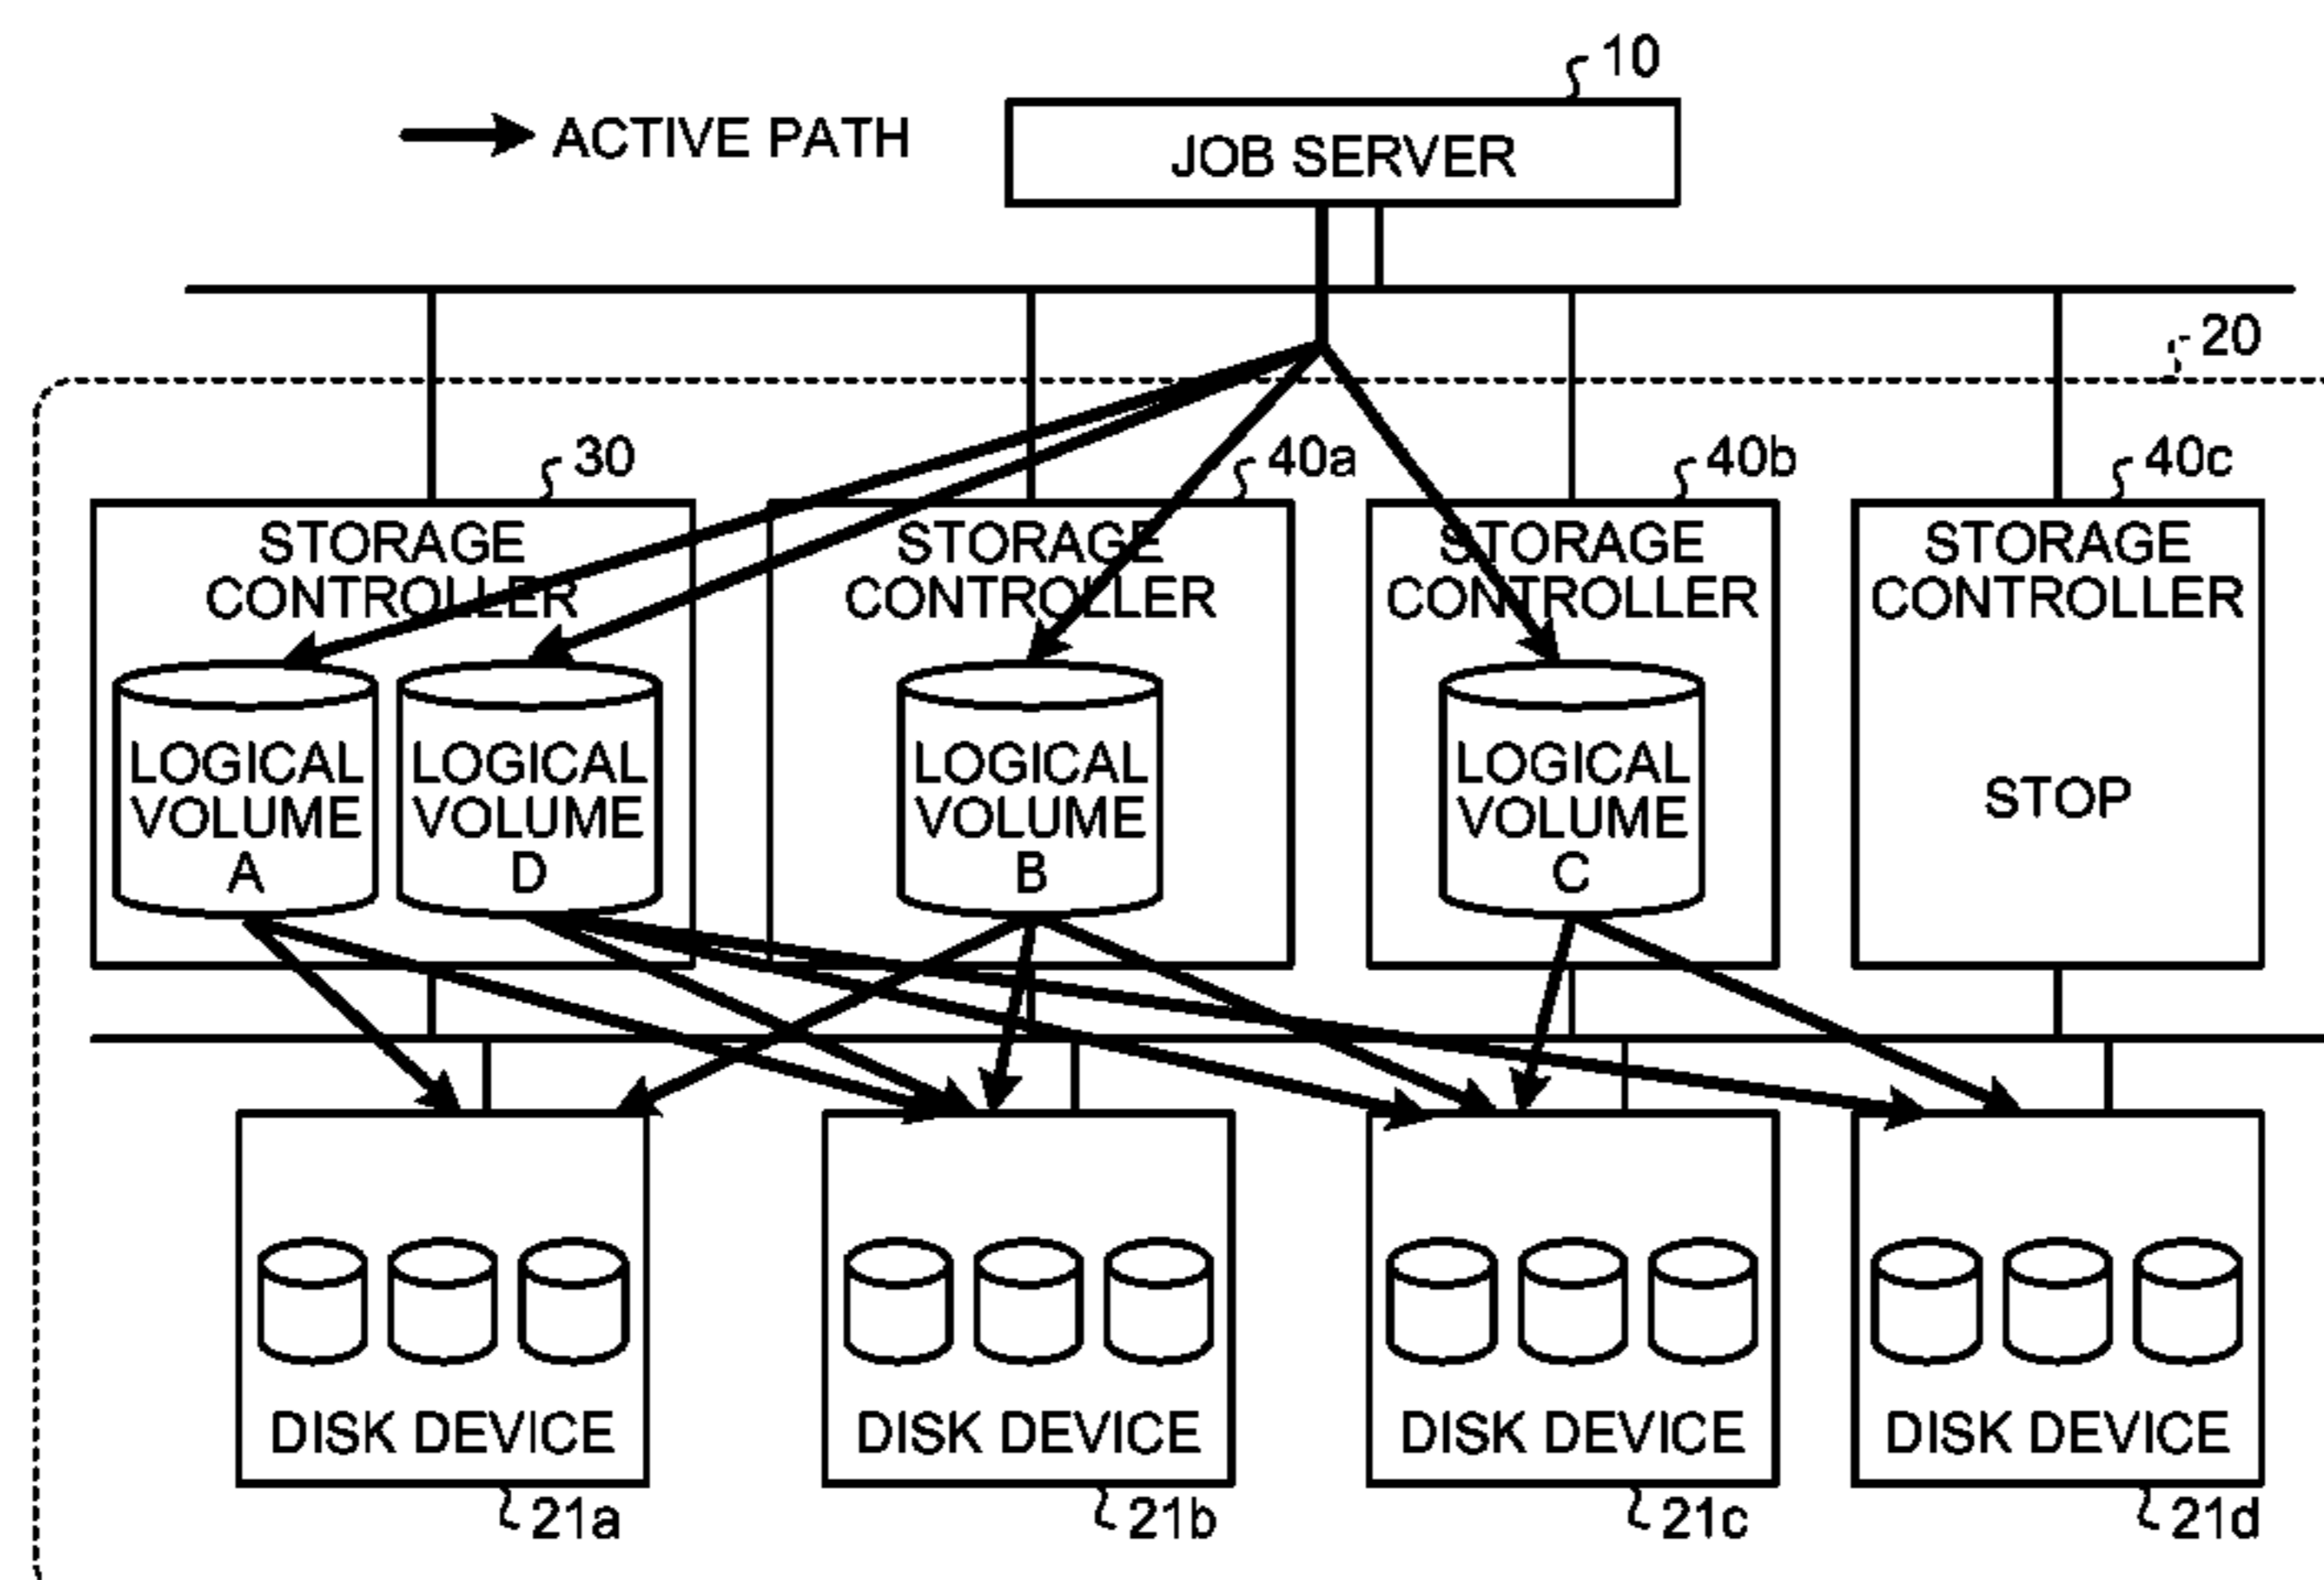 10
ACTIVE PATH
JOB SERVER
20
30
40a
40b
40c
STORAGE
CONTROLLER
STORAGE
CONTROLLER
STORAGE
CONTROLLER
STORAGE
CONTROLLER
LOGICAL
VOLUME
A
LOGICAL
VOLUME
D
LOGICAL
VOLUME
B
LOGICAL
VOLUME
C
STOP
DISK DEVICE
DISK DEVICE
DISK DEVICE
DISK DEVICE
21a
21b
21c
21d